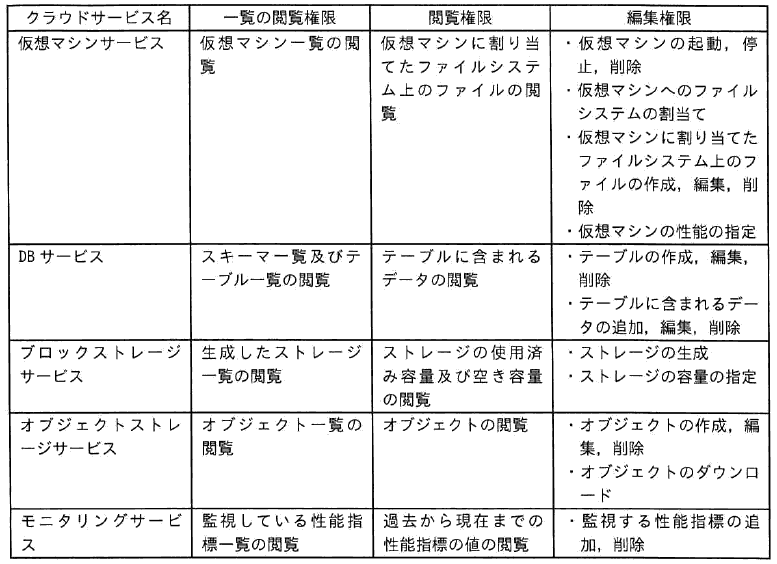 クラウドサービス名
一覧の閲覧権限
閲覧権限
編集権限
仮想マシンサービス
仮想マシン一覧の閲
覧
仮想マシンに割り当
てたファイルシステ
ム上のファイルの閲
覧
・仮想マシンの起動，停
止，削除
・仮想マシンへのファイル
システムの割当て
・仮想マシンに割り当てた
ファイルシステム上のフ
ァイルの作成，編集，削
除
・仮想マシンの性能の指定
DB サービス
スキーマ一覧及びテ
ーブル一覧の閲覧
テーブルに含まれる
データの閲覧
・テーブルの作成，編集，
削除
・テーブルに含まれるデー
タの追加，編集，削除
ブロックストレージ
サービス
生成したストレージ
一覧の閲覧
ストレージの使用済
み容量及び空き容量
の閲覧
・ストレージの生成
・ストレージの容量の指定
オブジェクトストレ
ージサービス
オブジェクト一覧の
閲覧
オブジェクトの閲覧
・オブジェクトの作成，編
集，削除
・オブジェクトのダウンロ
ード
モニタリングサービ
ス
監視している性能指
標一覧の閲覧
過去から現在までの
性能指標の値の閲覧
・監視する性能指標の追
加，削除